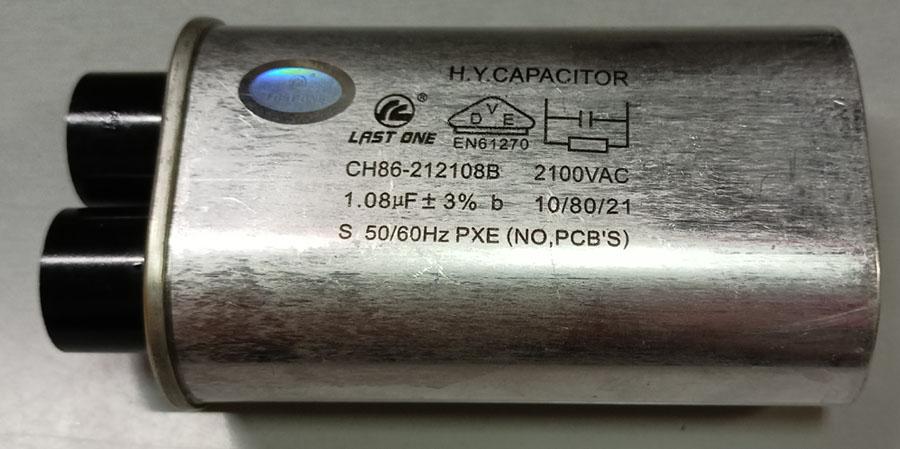 H.Y.CAPACITOR
LAST ONE ®
D V E
EN61270
CH86-212108B 2100VAC
1.08μF ± 3% b 10/80/21
S 50/60Hz PXE (NO,PCB'S)